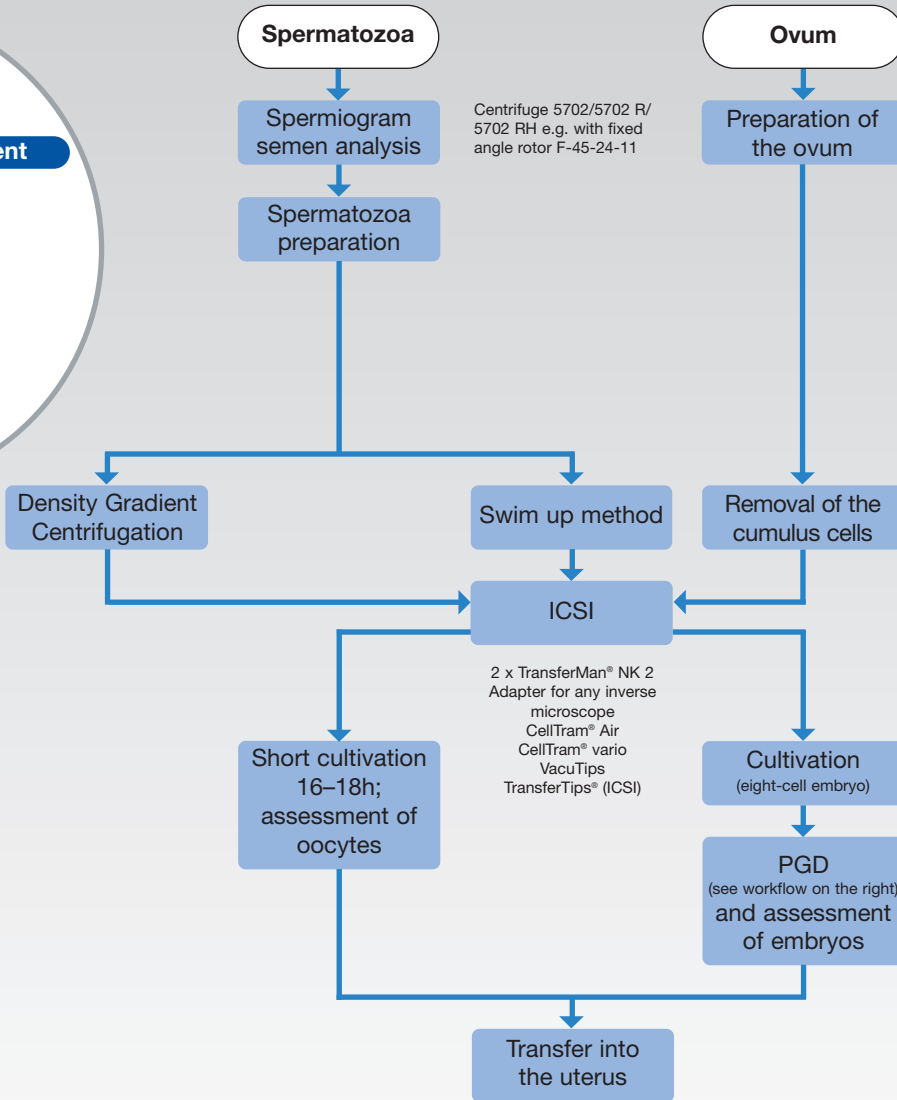 Spermatozoa
Ovum
ent
Spermiogram
semen analysis
Centrifuge 5702/5702 R/
5702 RH e.g. with fixed
angle rotor F-45-24-11
Preparation of
the ovum
Spermatozoa
preparation
Density Gradient
Centrifugation
Swim up method
Removal of the
cumulus cells
ICSI
2 x TransferMan® NK 2
Adapter for any inverse
microscope
CellTram® Air
CellTram® vario
VacuTips
TransferTips® (ICSI)
Short cultivation
16–18h;
assessment of
oocytes
Cultivation
(eight-cell embryo)
PGD
(see workflow on the right)
and assessment
of embryos
Transfer into
the uterus